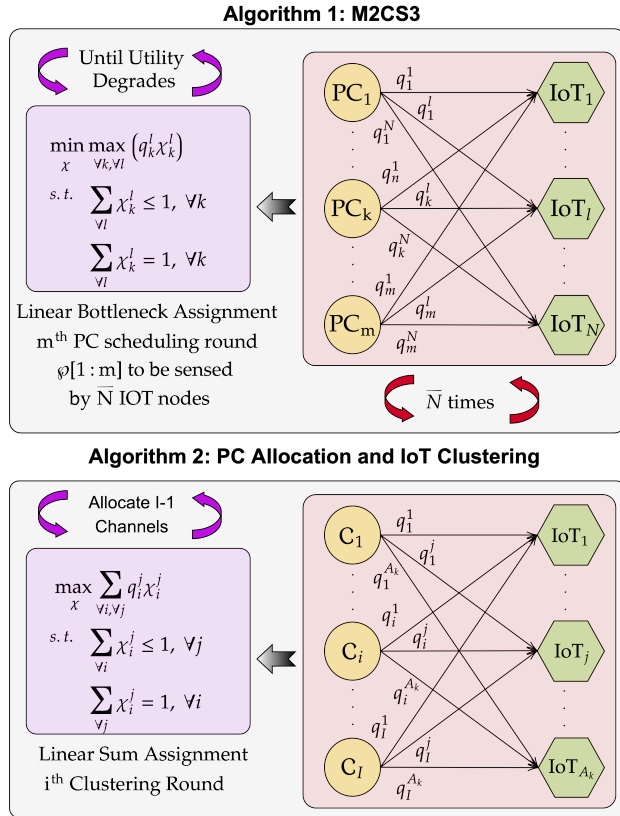 Algorithm 1: M2CS3
Until Utility
Degrades
min max (q_k^l χ_k^l)
χ ∀k,∀l
s.t. ∑ χ_k^l ≤ 1, ∀k
∀l
∑ χ_k^l = 1, ∀k
∀l
Linear Bottleneck Assignment
m^th PC scheduling round
℘[1 : m] to be sensed
by N̅ IOT nodes
PC_1
q_1^1
q_1^l
q_1^N
IoT_1
PC_k
q_n^1
q_k^l
q_k^N
IoT_l
PC_m
q_m^1
q_m^l
q_m^N
IoT_N
N̅ times
Algorithm 2: PC Allocation and IoT Clustering
Allocate I-1
Channels
max ∑ q_i^j χ_i^j
χ ∀i,∀j
s.t. ∑ χ_i^j ≤ 1, ∀j
∀i
∑ χ_i^j = 1, ∀i
∀j
Linear Sum Assignment
i^th Clustering Round
C_1
q_1^1
q_1^j
q_1^{A_k}
IoT_1
C_i
q_i^1
q_i^j
q_i^{A_k}
IoT_j
C_I
q_I^1
q_I^j
q_I^{A_k}
IoT_{A_k}